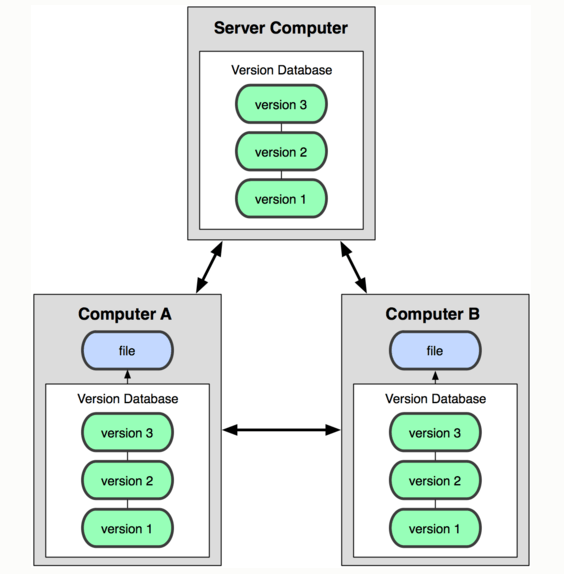 Server Computer
Version Database
version 3
version 2
version 1
Computer A
file
Version Database
version 3
version 2
version 1
Computer B
file
Version Database
version 3
version 2
version 1